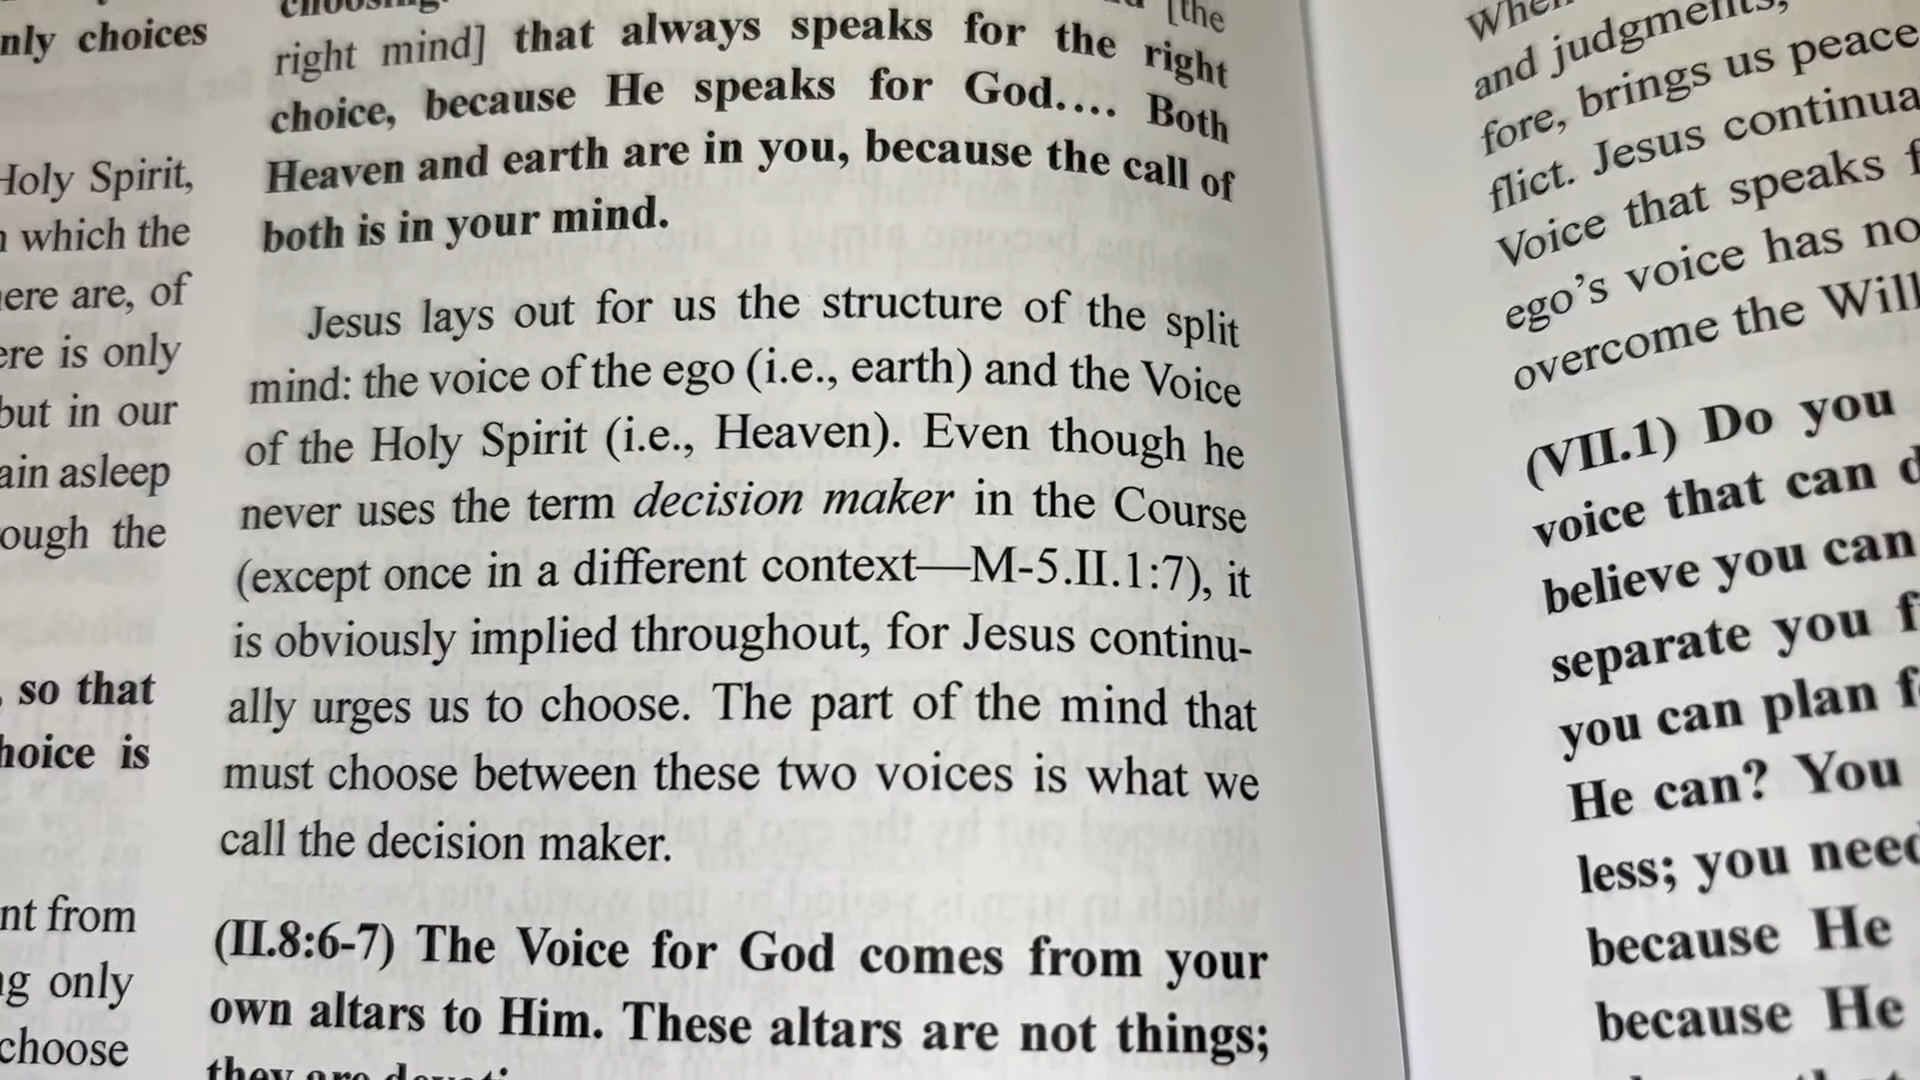 nly choices
Holy Spirit,
which the
ere are, of
ere is only
but in our
ain asleep
ough the
, so that
hoice is
nt from
ng only
choose
choosing.
[the
right mind] that always speaks for the right
choice, because He speaks for God.... Both
Heaven and earth are in you, because the call of
both is in your mind.
Jesus lays out for us the structure of the split
mind: the voice of the ego (i.e., earth) and the Voice
of the Holy Spirit (i.e., Heaven). Even though he
never uses the term decision maker in the Course
(except once in a different context—M-5.II.1:7), it
is obviously implied throughout, for Jesus continu-
ally urges us to choose. The part of the mind that
must choose between these two voices is what we
call the decision maker.
(II.8:6-7) The Voice for God comes from your
own altars to Him. These altars are not things;
they are
When
and judgments,
fore, brings us peace
flict. Jesus continua
Voice that speaks f
ego's voice has no
overcome the Will
(VII.1) Do you
voice that can d
believe you can
separate you f
you can plan f
He can? You
less; you need
because He
because He